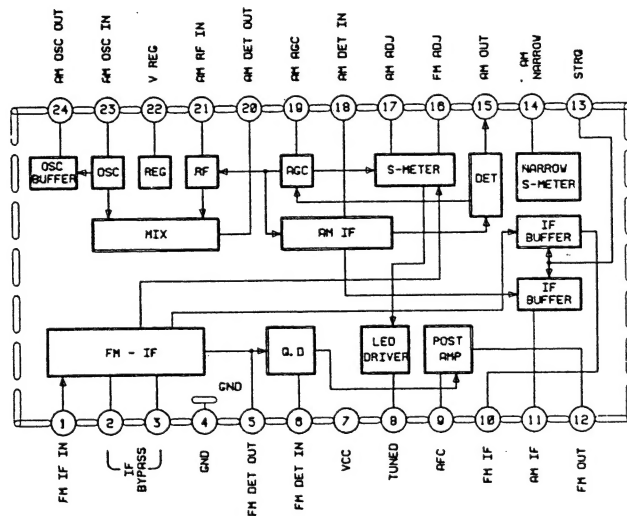 AM OSC OUT
AM OSC IN
V REG
AM RF IN
AM DET OUT
AM AGC
AM DET IN
AM ADJ
FM ADJ
AM OUT
AM
NARROW
STRQ
24
23
22
21
20
19
18
17
16
15
14
13
OSC
BUFFER
OSC
REG
RF
AGC
S-METER
DET
NARROW
S-METER
MIX
AM IF
IF
BUFFER
IF
BUFFER
FM - IF
Q.D
LED
DRIVER
POST
AMP
GND
1
2
3
4
5
6
7
8
9
10
11
12
FM IF IN
IF
BYPASS
GND
FM DET OUT
FM DET IN
VCC
TUNED
AFC
FM IF
AM IF
FM OUT